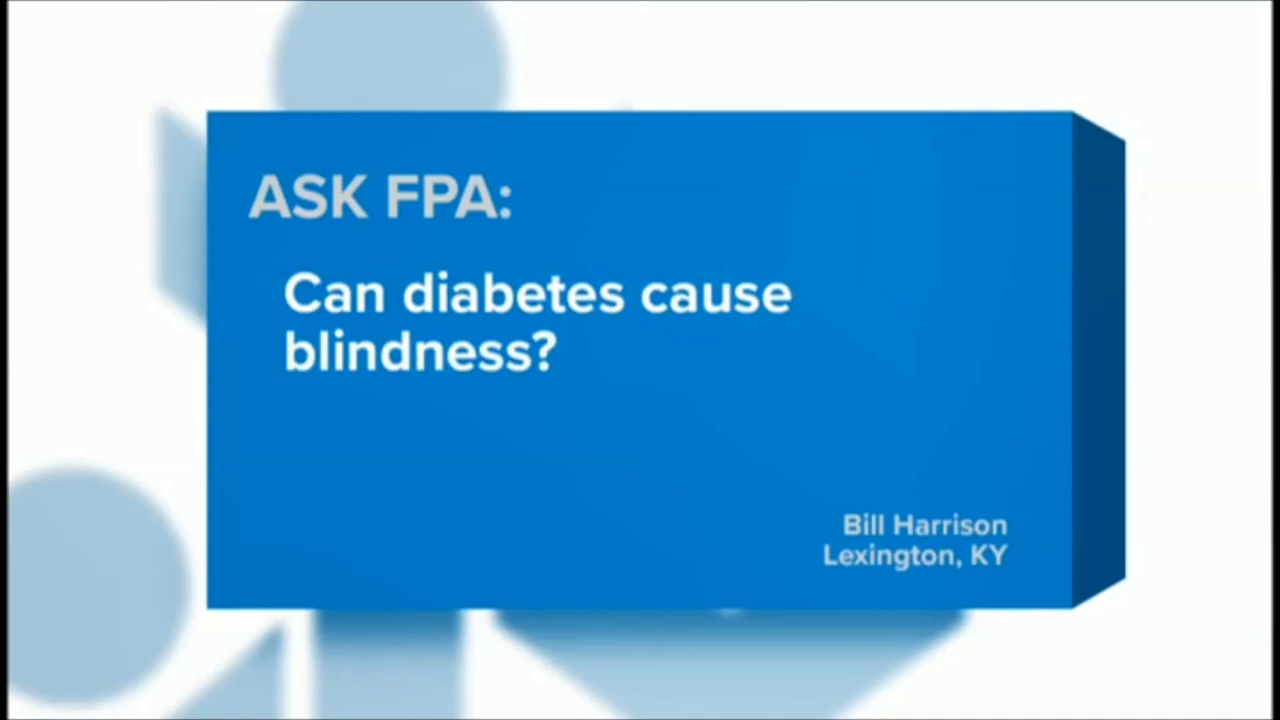 ASK FPA:
Can diabetes cause
blindness?
Bill Harrison
Lexington, KY